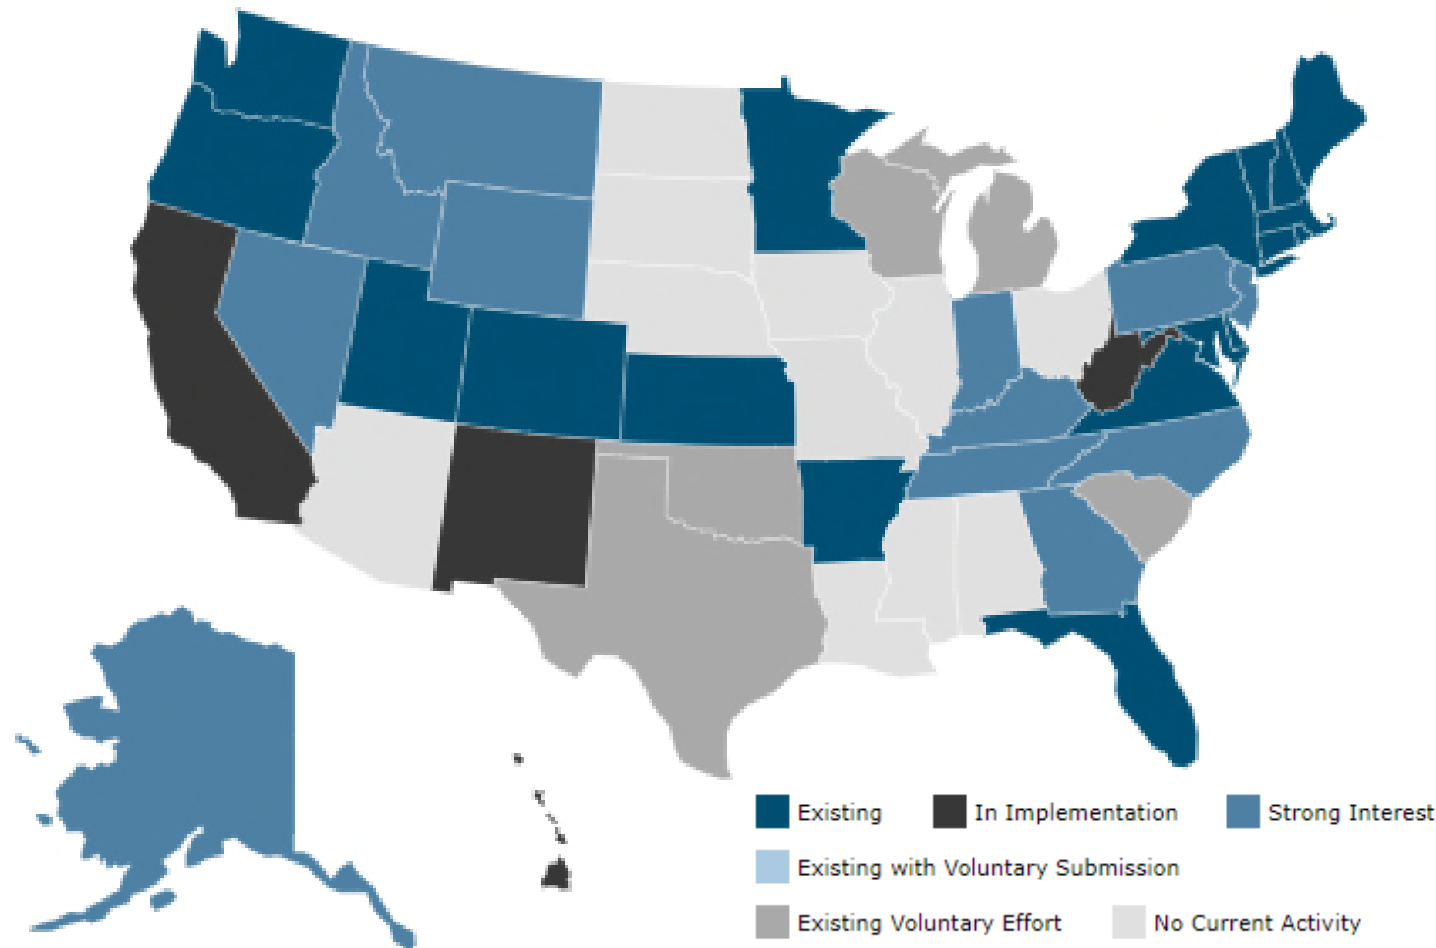 Existing In Implementation Strong Interest
Existing with Voluntary Submission
Existing Voluntary Effort No Current Activity